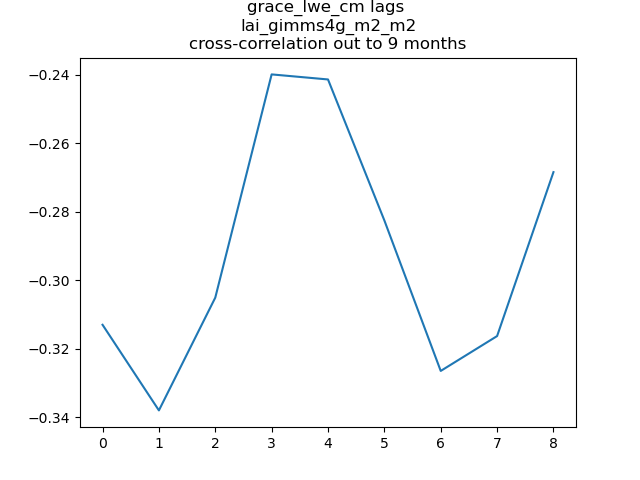 grace_lwe_cm lags
lai_gimms4g_m2_m2
cross-correlation out to 9 months
−0.24
−0.26
−0.28
−0.30
−0.32
−0.34
0 1 2 3 4 5 6 7 8